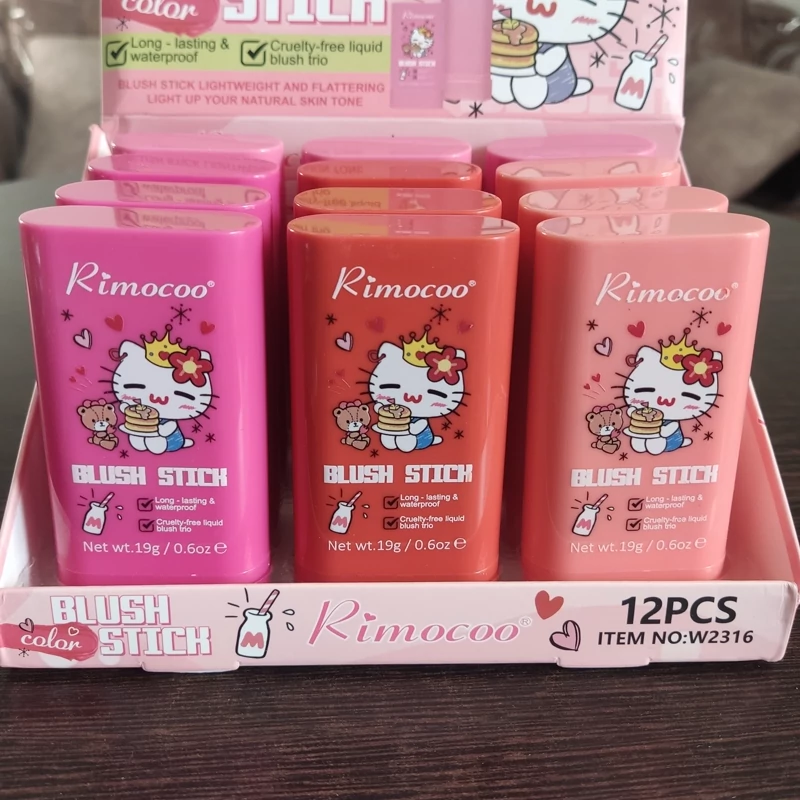 color STICK
Long - lasting &
waterproof
Cruelty-free liquid
blush trio
BLUSH STICK LIGHTWEIGHT AND FLATTERING
LIGHT UP YOUR NATURAL SKIN TONE
Rimocoo
BLUSH STICK
M
Rimocoo®
BLUSH STICK
M
Long - lasting &
waterproof
Cruelty-free liquid
blush trio
Net wt.19g / 0.6oz ℮
Rimocoo®
BLUSH STICK
M
Long - lasting &
waterproof
Cruelty-free liquid
blush trio
Net wt.19g / 0.6oz ℮
Rimocoo®
BLUSH STICK
M
Long - lasting &
waterproof
Cruelty-free liquid
blush trio
Net wt.19g / 0.6oz ℮
BLUSH
color STICK
M
Rimocoo®
12PCS
ITEM NO:W2316